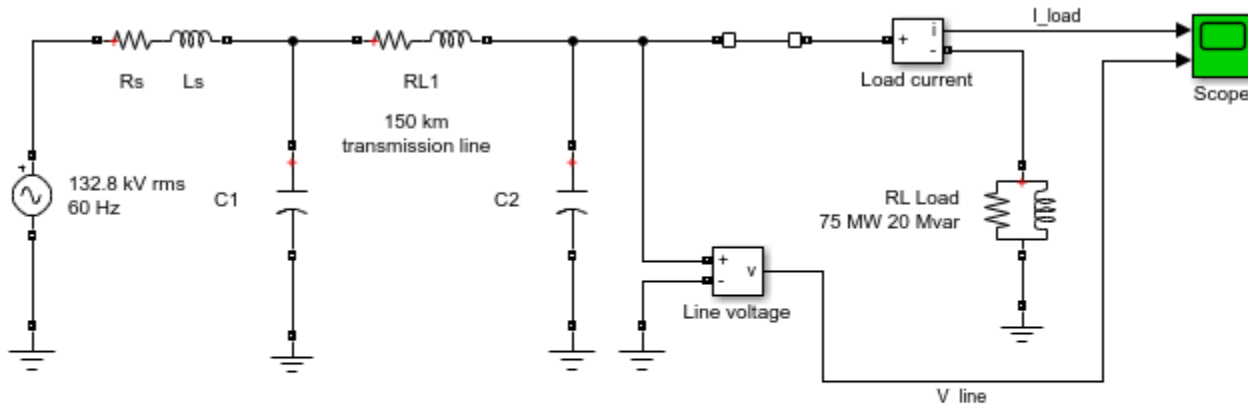 I_load
+
i
-
Load current
Scope
Rs
Ls
RL1
150 km
transmission line
+
132.8 kV rms
60 Hz
C1
C2
RL Load
75 MW 20 Mvar
+
-
v
Line voltage
V_line